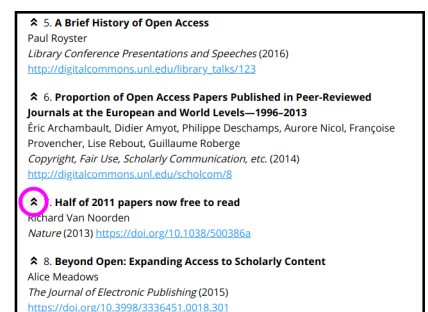 5. A Brief History of Open Access
Paul Royster
Library Conference Presentations and Speeches (2016)
http://digitalcommons.unl.edu/library_talks/123
6. Proportion of Open Access Papers Published in Peer-Reviewed
Journals at the European and World Levels—1996–2013
Éric Archambault, Didier Amyot, Philippe Deschamps, Aurore Nicol, Françoise
Provencher, Lise Rebout, Guillaume Roberge
Copyright, Fair Use, Scholarly Communication, etc. (2014)
http://digitalcommons.unl.edu/scholcom/8
. Half of 2011 papers now free to read
Richard Van Noorden
Nature (2013) https://doi.org/10.1038/500386a
8. Beyond Open: Expanding Access to Scholarly Content
Alice Meadows
The Journal of Electronic Publishing (2015)
https://doi.org/10.3998/3336451.0018.301